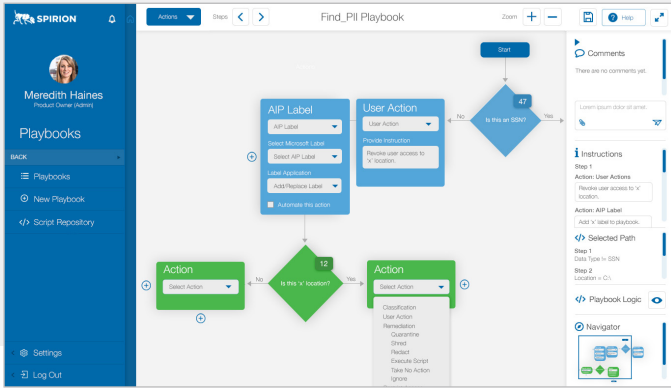 SPIRION
Meredith Haines
Product Owner (Admin)
Playbooks
BACK
Playbooks
New Playbook
Script Repository
Settings
Log Out
Actions
Steps
Find_PII Playbook
Zoom
Help
Start
47
Is this an SSN?
No
Yes
AIP Label
AIP Label
Select Microsoft Label
Select AIP Label
Label Application
Add/Replace Label
Automate this action
User Action
User Action
Provide Instruction
Revoke user access to
'x' location.
12
Is this 'x' location?
No
Yes
Action
Select Action
Action
Select Action
Classification
User Action
Remediation
Quarantine
Shred
Redact
Execute Script
Take No Action
Ignore
Comments
There are no comments yet.
Lorem ipsum dolor sit amet.
Instructions
Step 1
Action: User Actions
Revoke user access to 'x'
location.
Action: AIP Label
Add 'x' label to playbook.
Selected Path
Step 1
Data Type != SSN
Step 2
Location = C:\
Playbook Logic
Navigator